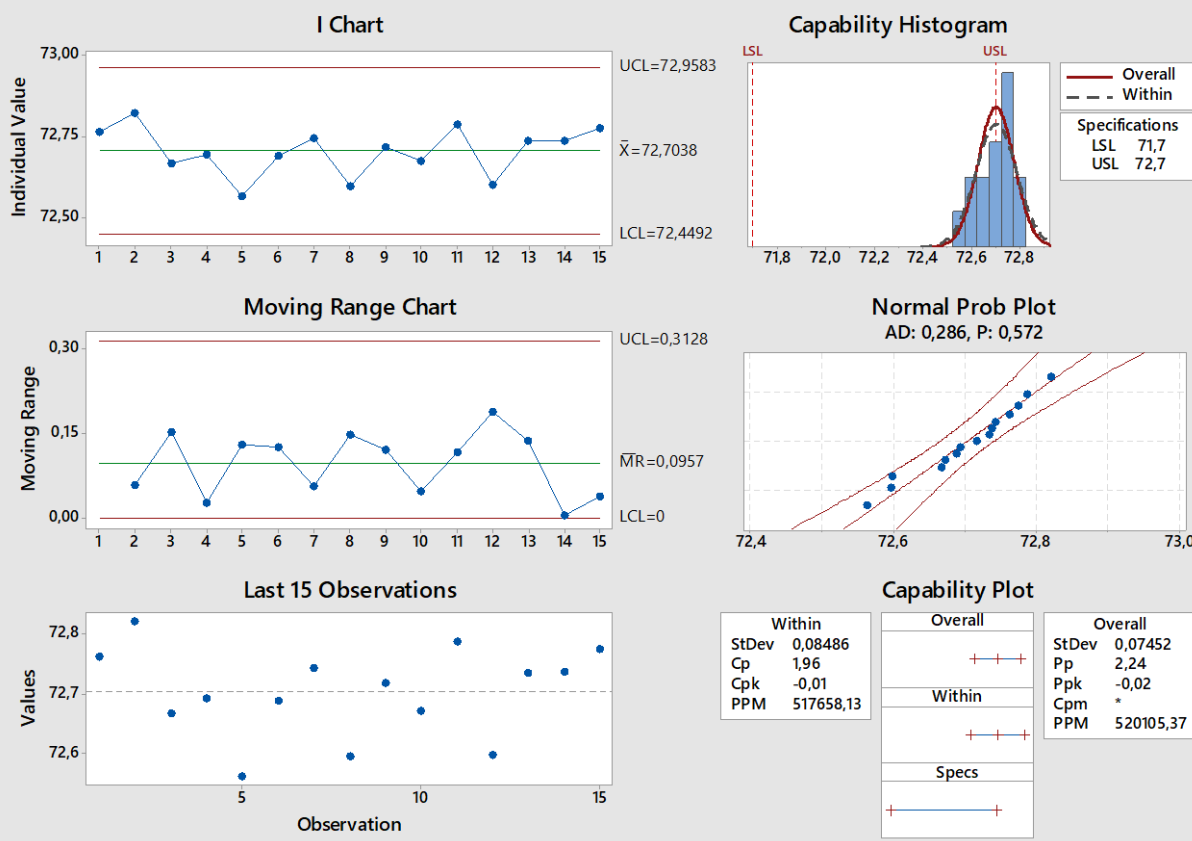 I Chart
Individual Value
73,00
72,75
72,50
UCL=72,9583
X̄=72,7038
LCL=72,4492
1 2 3 4 5 6 7 8 9 10 11 12 13 14 15
Capability Histogram
LSL USL
Overall
Within
Specifications
LSL 71,7
USL 72,7
71,8 72,0 72,2 72,4 72,6 72,8
Moving Range Chart
Moving Range
0,30
0,15
0,00
UCL=0,3128
M̅R̅=0,0957
LCL=0
1 2 3 4 5 6 7 8 9 10 11 12 13 14 15
Normal Prob Plot
AD: 0,286, P: 0,572
72,4 72,6 72,8 73,0
Last 15 Observations
Values
72,8
72,7
72,6
5 10 15
Observation
Capability Plot
Within
StDev 0,08486
Cp 1,96
Cpk -0,01
PPM 517658,13
Overall
Within
Specs
Overall
StDev 0,07452
Pp 2,24
Ppk -0,02
Cpm *
PPM 520105,37